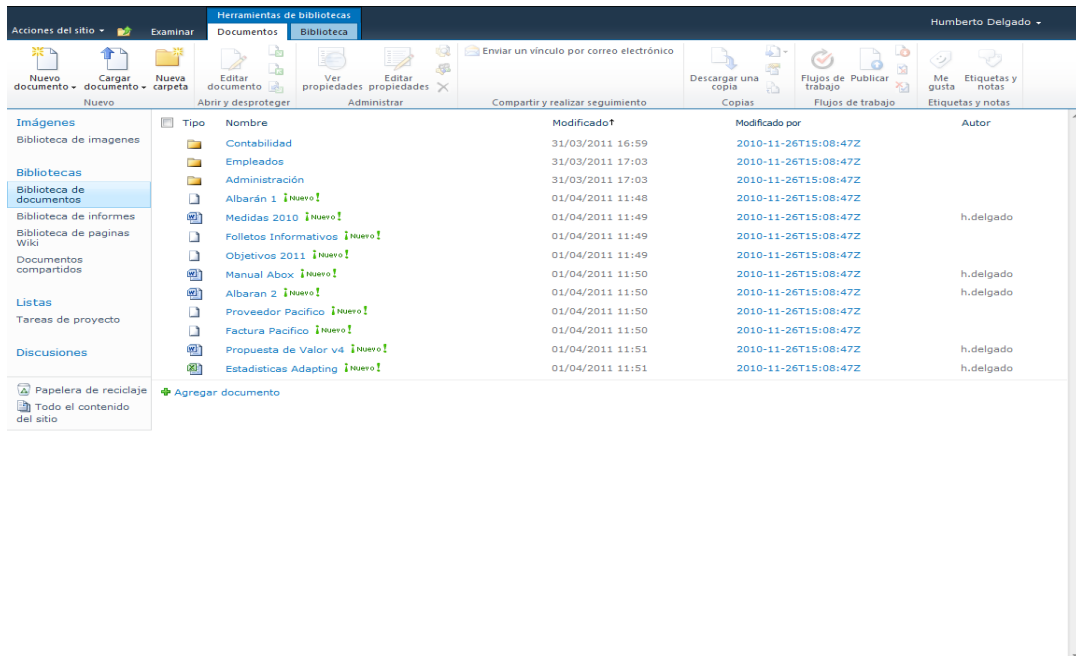 Herramientas de bibliotecas
Acciones del sitio Examinar Documentos Biblioteca Humberto Delgado
Nuevo documento
Cargar documento
Nueva carpeta
Nuevo
Editar documento
Abrir y desproteger
Ver propiedades
Editar propiedades
Administrar
Enviar un vínculo por correo electrónico
Compartir y realizar seguimiento
Descargar una copia
Copias
Flujos de trabajo
Publicar
Flujos de trabajo
Me gusta
Etiquetas y notas
Etiquetas y notas
Imágenes
Biblioteca de imagenes
Bibliotecas
Biblioteca de
documentos
Biblioteca de informes
Biblioteca de paginas
Wiki
Documentos
compartidos
Listas
Tareas de proyecto
Discusiones
Papelera de reciclaje
Todo el contenido
del sitio
Tipo Nombre Modificado Modificado por Autor
Contabilidad 31/03/2011 16:59 2010-11-26T15:08:47Z
Empleados 31/03/2011 17:03 2010-11-26T15:08:47Z
Administración 31/03/2011 17:03 2010-11-26T15:08:47Z
Albarán 1 ¡Nuevo! 01/04/2011 11:48 2010-11-26T15:08:47Z
Medidas 2010 ¡Nuevo! 01/04/2011 11:49 2010-11-26T15:08:47Z h.delgado
Folletos Informativos ¡Nuevo! 01/04/2011 11:49 2010-11-26T15:08:47Z
Objetivos 2011 ¡Nuevo! 01/04/2011 11:49 2010-11-26T15:08:47Z
Manual Abox ¡Nuevo! 01/04/2011 11:50 2010-11-26T15:08:47Z h.delgado
Albaran 2 ¡Nuevo! 01/04/2011 11:50 2010-11-26T15:08:47Z h.delgado
Proveedor Pacifico ¡Nuevo! 01/04/2011 11:50 2010-11-26T15:08:47Z
Factura Pacifico ¡Nuevo! 01/04/2011 11:50 2010-11-26T15:08:47Z
Propuesta de Valor v4 ¡Nuevo! 01/04/2011 11:51 2010-11-26T15:08:47Z h.delgado
Estadisticas Adapting ¡Nuevo! 01/04/2011 11:51 2010-11-26T15:08:47Z h.delgado
Agregar documento